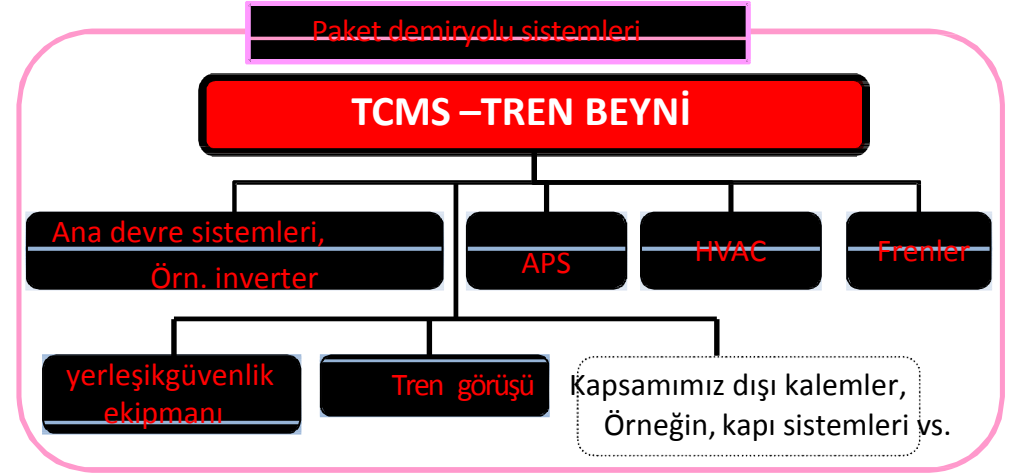 Paket demiryolu sistemleri
TCMS –TREN BEYNİ
Ana devre sistemleri,
Örn. inverter
APS
HVAC
Frenler
yerleşikgüvenlik
ekipmanı
Tren görüşü
Kapsamımız dışı kalemler,
Örneğin, kapı sistemleri vs.